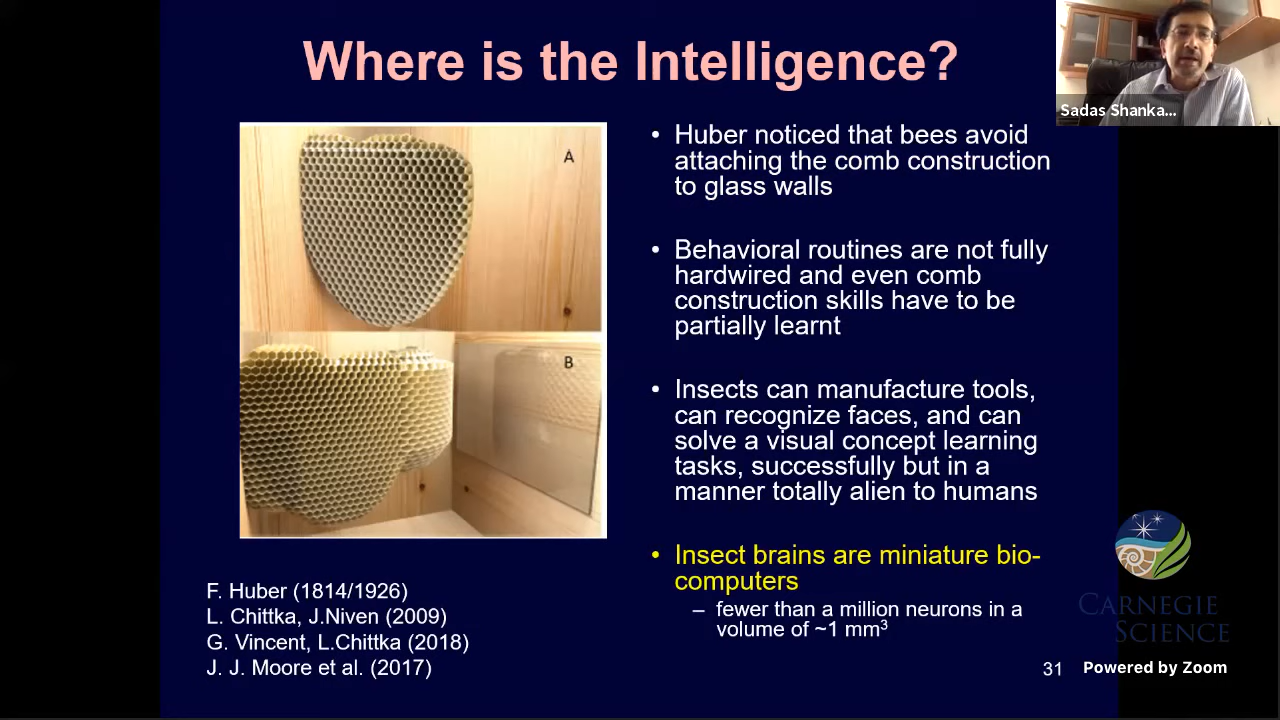 Where is the Intelligence?
Sadas Shanka...
A
B
• Huber noticed that bees avoid
attaching the comb construction
to glass walls
• Behavioral routines are not fully
hardwired and even comb
construction skills have to be
partially learnt
• Insects can manufacture tools,
can recognize faces, and can
solve a visual concept learning
tasks, successfully but in a
manner totally alien to humans
• Insect brains are miniature bio-
computers
– fewer than a million neurons in a
volume of ~1 mm³
F. Huber (1814/1926)
L. Chittka, J.Niven (2009)
G. Vincent, L.Chittka (2018)
J. J. Moore et al. (2017)
CARNEGIE
SCIENCE
31
Powered by Zoom